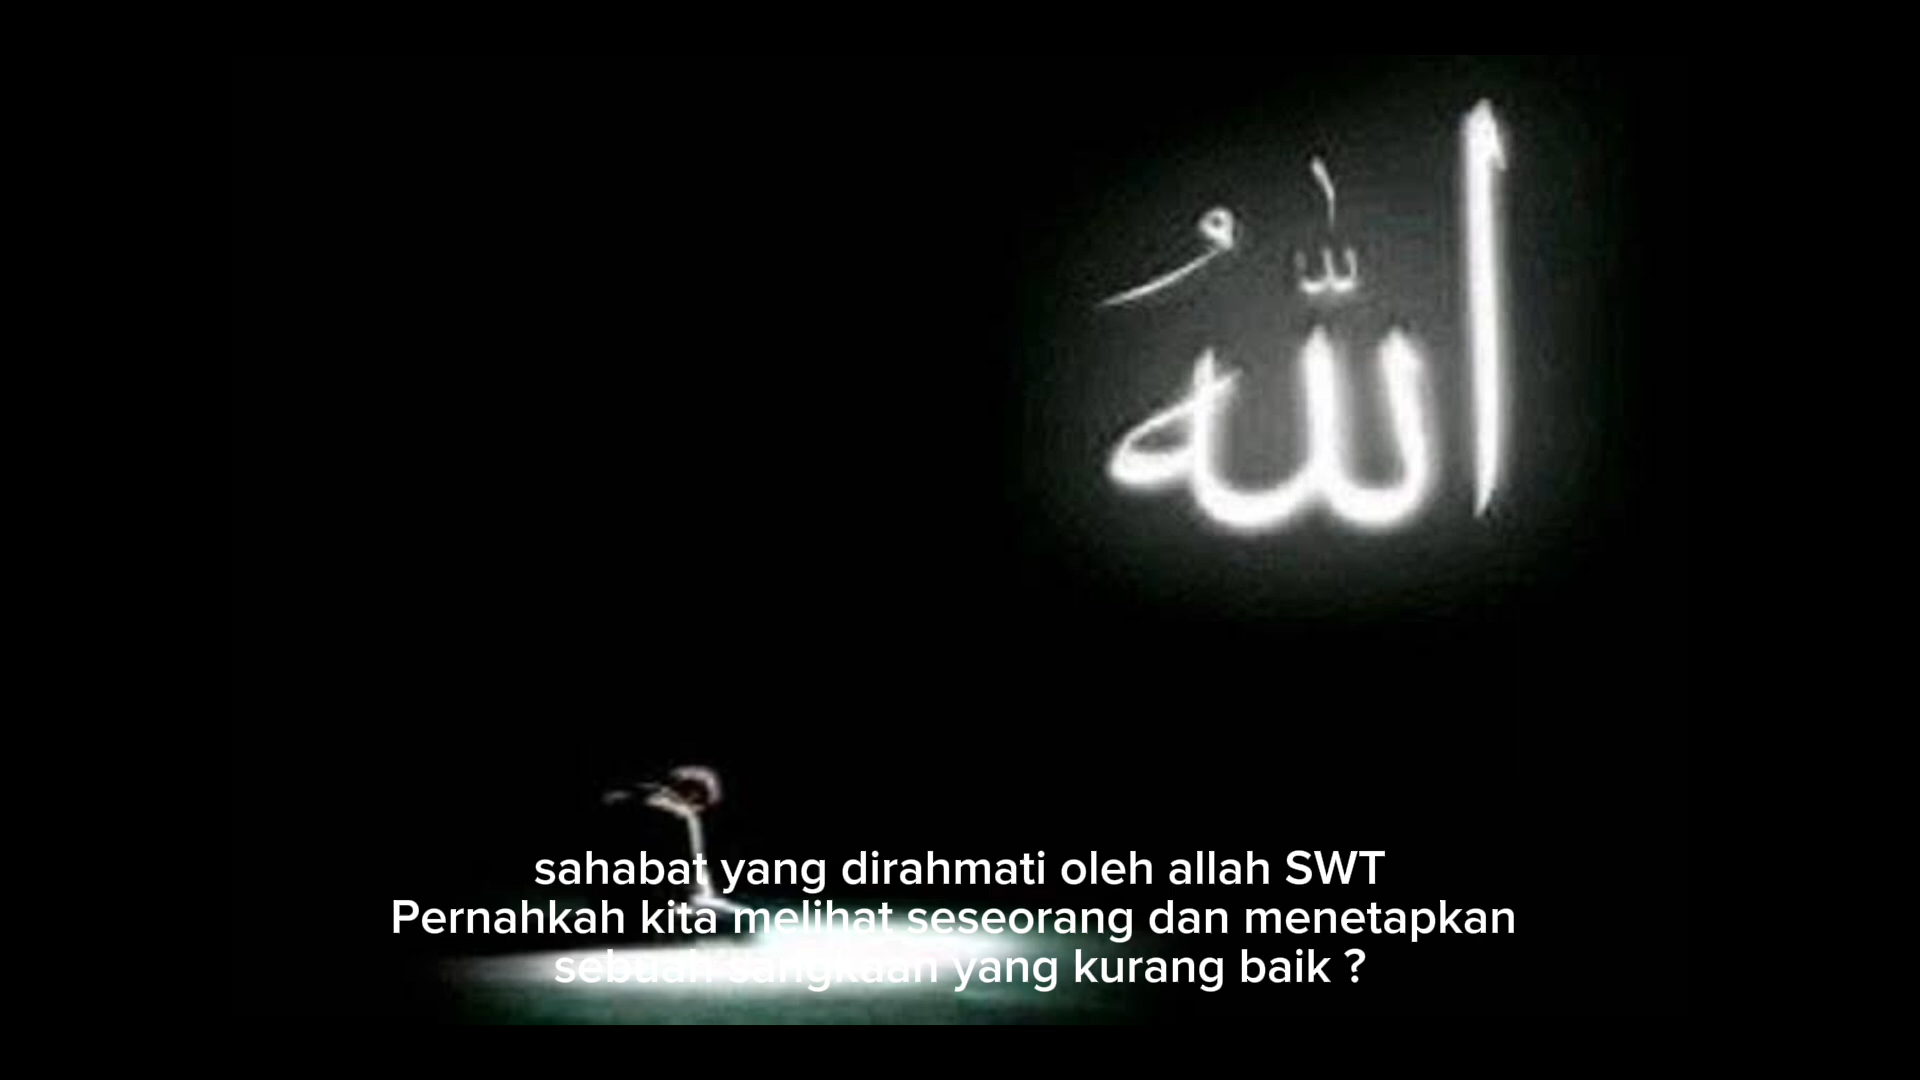 اللهُ
sahabat yang dirahmati oleh allah SWT
Pernahkah kita melihat seseorang dan menetapkan
sebuah sangkaan yang kurang baik ?